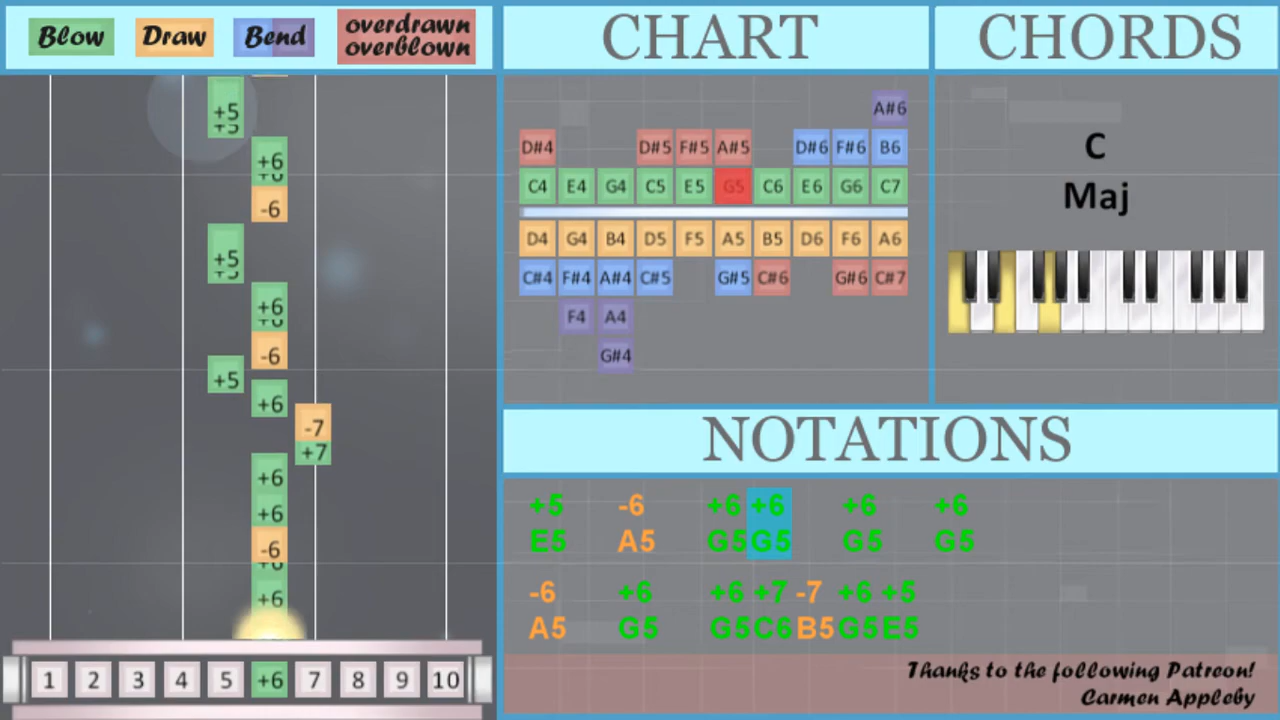 Blow Draw Bend overdrawn
overblown
CHART
CHORDS
+5
+5
+6
+6
-6
+5
+5
+6
+6
-6
+5
+6
-7
+7
+6
+6
-6
+6
+6
1 2 3 4 5 +6 7 8 9 10
A#6
D#4 D#5 F#5 A#5 D#6 F#6 B6
C4 E4 G4 C5 E5 G5 C6 E6 G6 C7
D4 G4 B4 D5 F5 A5 B5 D6 F6 A6
C#4 F#4 A#4 C#5 G#5 C#6 G#6 C#7
F4 A4
G#4
C
Maj
NOTATIONS
+5 -6 +6 +6 +6 +6
E5 A5 G5 G5 G5 G5
-6 +6 +6 +7 -7 +6 +5
A5 G5 G5 C6 B5 G5 E5
Thanks to the following Patreon!
Carmen Appleby